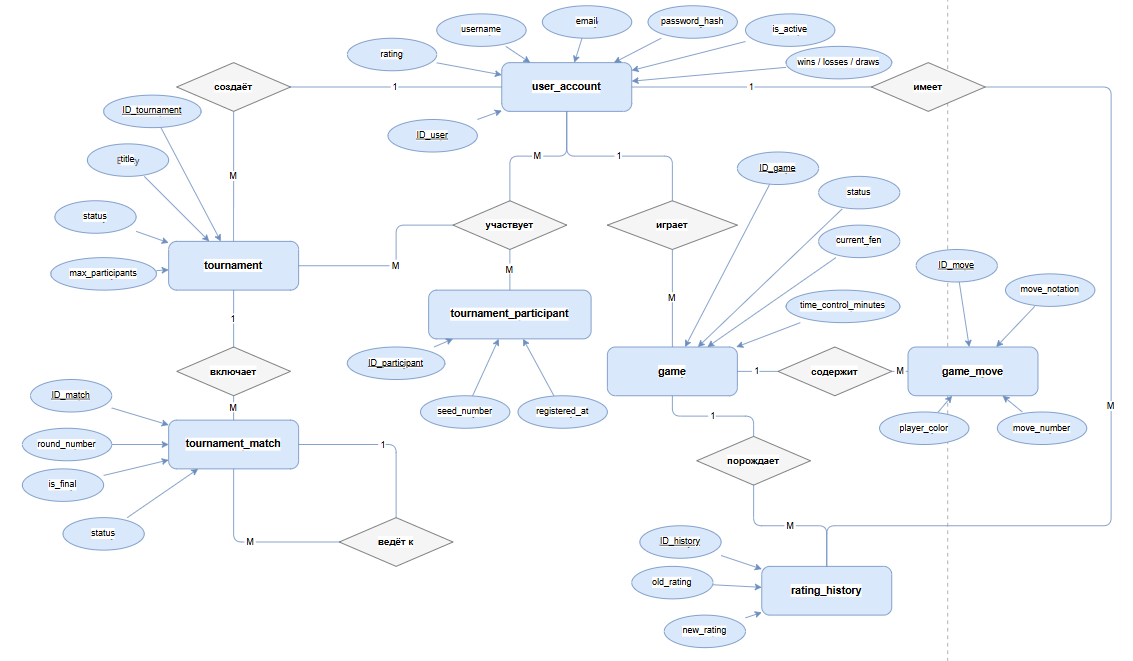 email
username
password_hash
is_active
rating
wins / losses / draws
создаёт
1
user_account
1
имеет
ID_tournament
ID_user
title
M
1
ID_game
M
status
status
участвует
играет
current_fen
tournament
M
M
ID_move
max_participants
M
time_control_minutes
move_notation
1
tournament_participant
ID_participant
включает
game
1
содержит
M
game_move
ID_match
M
seed_number
registered_at
1
M
player_color
move_number
round_number
tournament_match
1
порождает
is_final
status
M
ведёт к
M
ID_history
old_rating
rating_history
new_rating